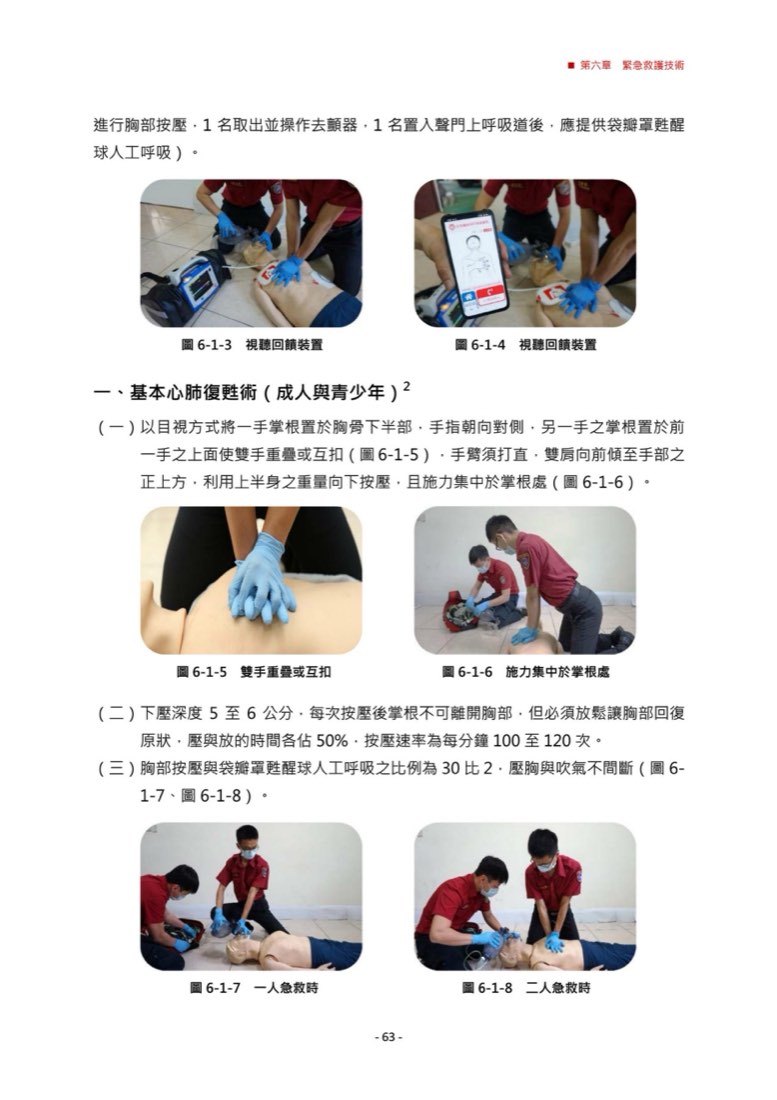 ■ 第六章 緊急救護技術
進行胸部按壓，1 名取出並操作去顫器，1 名置入聲門上呼吸道後，應提供袋瓣罩甦醒
球人工呼吸）。
圖 6-1-3 視聽回饋裝置
圖 6-1-4 視聽回饋裝置
一、基本心肺復甦術（成人與青少年）2
（一）以目視方式將一手掌根置於胸骨下半部，手指朝向對側，另一手之掌根置於前
一手之上面使雙手重疊或互扣（圖 6-1-5），手臂須打直，雙肩向前傾至手部之
正上方，利用上半身之重量向下按壓，且施力集中於掌根處（圖 6-1-6）。
圖 6-1-5 雙手重疊或互扣
圖 6-1-6 施力集中於掌根處
（二）下壓深度 5 至 6 公分，每次按壓後掌根不可離開胸部，但必須放鬆讓胸部回復
原狀，壓與放的時間各佔 50%，按壓速率為每分鐘 100 至 120 次。
（三）胸部按壓與袋瓣罩甦醒球人工呼吸之比例為 30 比 2，壓胸與吹氣不間斷（圖 6-
1-7、圖 6-1-8）。
圖 6-1-7 一人急救時
圖 6-1-8 二人急救時
- 63 -